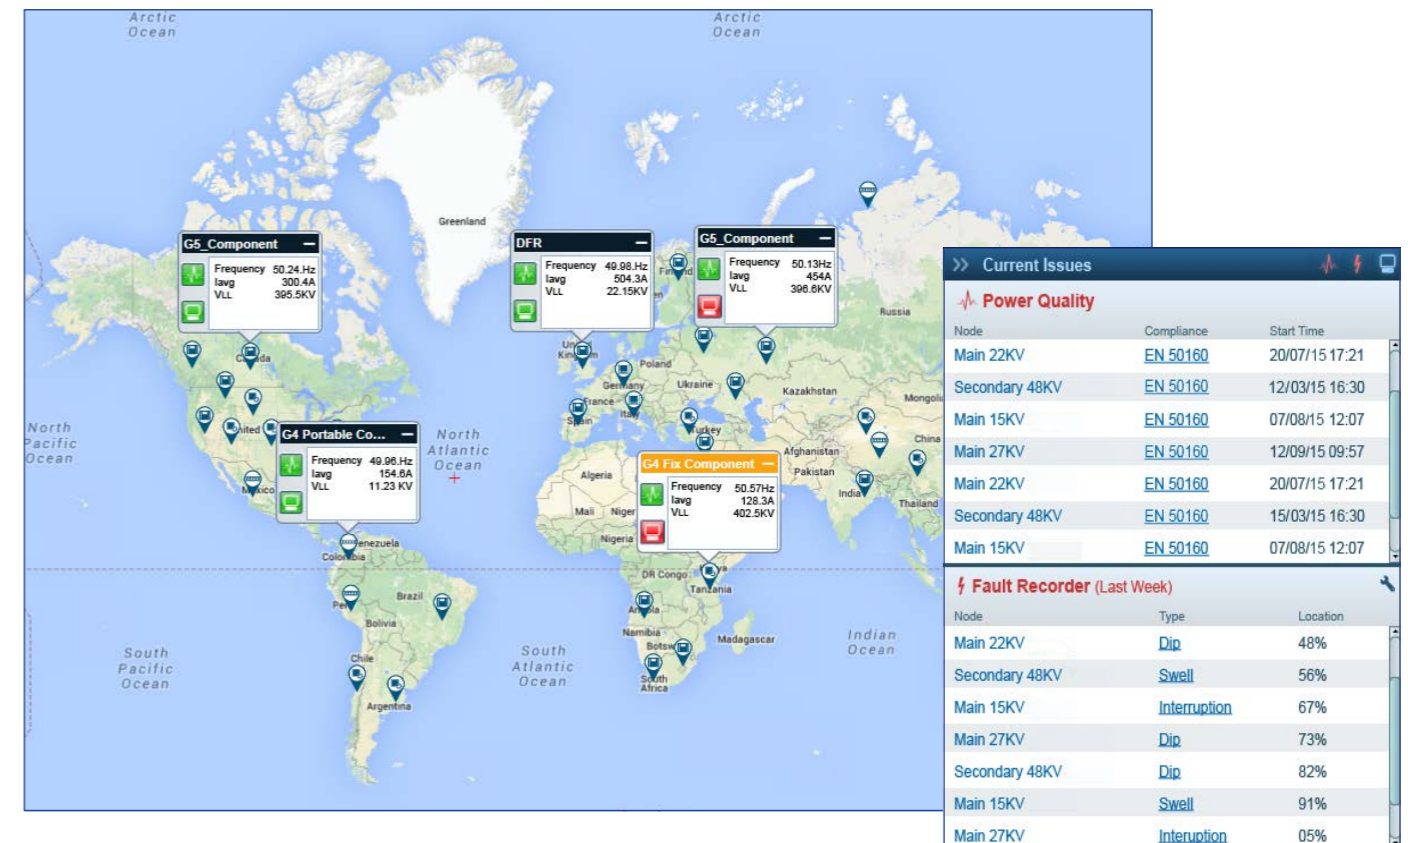 Arctic
Ocean
Arctic
Ocean
Greenland
G5_Component
Frequency 50.24.Hz
Iavg 300.4A
VLL 395.5KV
DFR
Frequency 49.98.Hz
Iavg 504.3A
VLL 22.15KV
G5_Component
Frequency 50.13Hz
Iavg 454A
VLL 396.6KV
Russia
Poland
Germany
Ukraine
Kazakhstan
France
Spain
Turkey
Mongoli
China
Afghanistan
Pakistan
India
Thailand
North
Pacific
Ocean
United
Mexico
G4 Portable Co...
Frequency 49.96.Hz
Iavg 154.6A
VLL 11.23 KV
North
Atlantic
Ocean
Algeria
Mali Niger
Nigeria
G4 Fix Component
Frequency 50.57Hz
Iavg 128.3A
VLL 402.5KV
Venezuela
Colombia
Brazil
Bolivia
Chile
Argentina
DR Congo
Tanzania
Angola
Namibia
Madagascar
South
Africa
South
Pacific
Ocean
South
Atlantic
Ocean
Indian
Ocean
>> Current Issues
Power Quality
Node Compliance Start Time
Main 22KV EN 50160 20/07/15 17:21
Secondary 48KV EN 50160 12/03/15 16:30
Main 15KV EN 50160 07/08/15 12:07
Main 27KV EN 50160 12/09/15 09:57
Main 22KV EN 50160 20/07/15 17:21
Secondary 48KV EN 50160 15/03/15 16:30
Main 15KV EN 50160 07/08/15 12:07
Fault Recorder (Last Week)
Node Type Location
Main 22KV Dip 48%
Secondary 48KV Swell 56%
Main 15KV Interruption 67%
Main 27KV Dip 73%
Secondary 48KV Dip 82%
Main 15KV Swell 91%
Main 27KV Interuption 05%